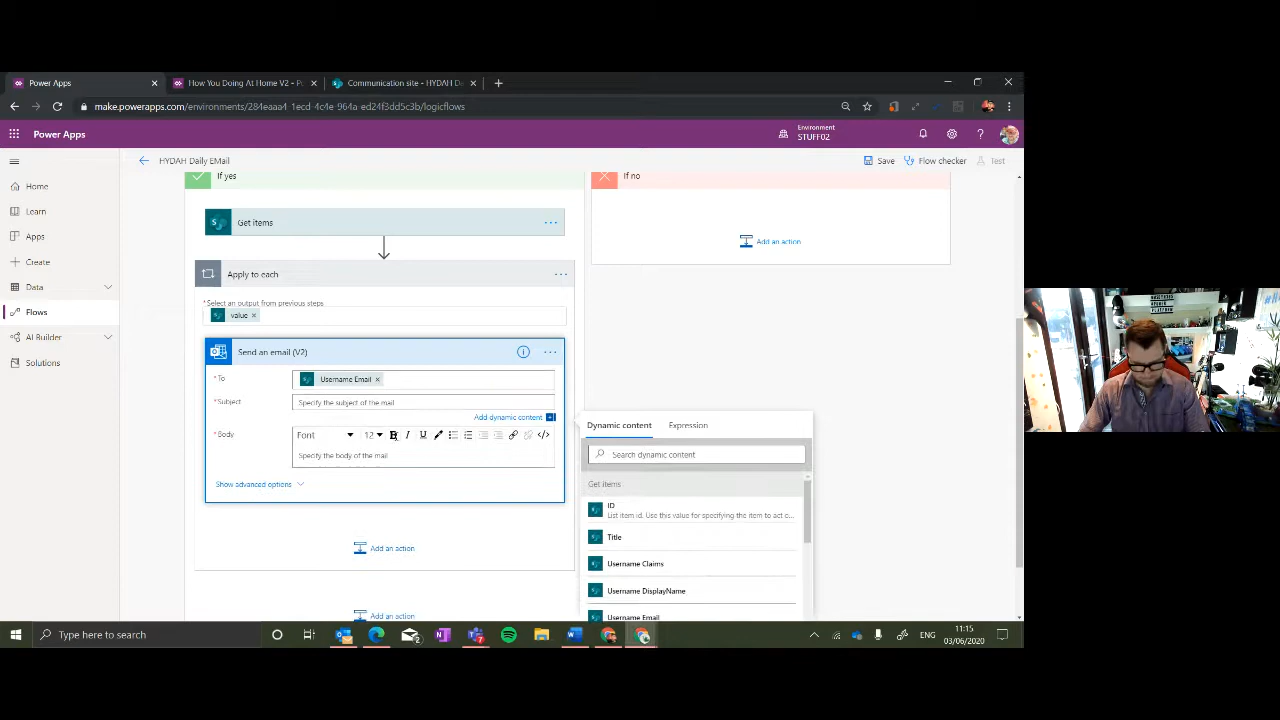 Power Apps
How You Doing At Home V2 - Po
Communication site - HYDAH Da
make.powerapps.com/environments/284eaaa4-1ecd-4c4e-964a-ed24f3dd5c3b/logicflows
Power Apps
Environment
STUFF02
HYDAH Daily EMail
Save
Flow checker
Test
Home
Learn
Apps
Create
Data
Flows
AI Builder
Solutions
If yes
If no
Get items
Add an action
Apply to each
* Select an output from previous steps
value
Send an email (V2)
* To
Username Email
* Subject
Specify the subject of the mail
Add dynamic content
* Body
Font
12
Specify the body of the mail
Show advanced options
Add an action
Add an action
Dynamic content
Expression
Search dynamic content
Get items
ID
List item id. Use this value for specifying the item to act o...
Title
Username Claims
Username DisplayName
Username Email
Type here to search
ENG
11:15
03/06/2020